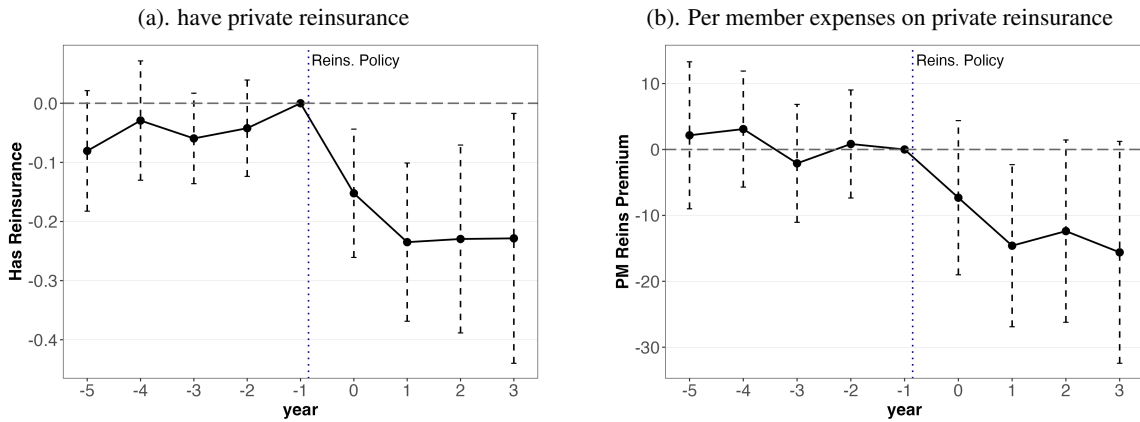 (a). have private reinsurance
Reins. Policy
Has Reinsurance
0.0
-0.1
-0.2
-0.3
-0.4
-5 -4 -3 -2 -1 0 1 2 3
year
(b). Per member expenses on private reinsurance
Reins. Policy
PM Reins Premium
10
0
-10
-20
-30
-5 -4 -3 -2 -1 0 1 2 3
year